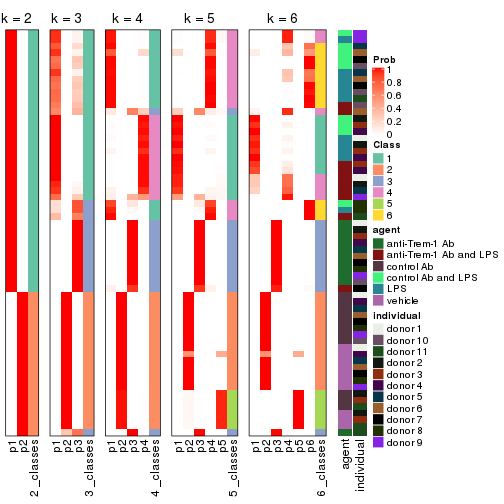 k = 2
k = 3
k = 4
k = 5
k = 6
p1
p2
2_classes
p1
p2
p3
3_classes
p1
p2
p3
p4
4_classes
p1
p2
p3
p4
p5
5_classes
p1
p2
p3
p4
p5
p6
6_classes
agent
individual
Prob
1
0.8
0.6
0.4
0.2
0
Class
1
2
3
4
5
6
agent
anti-Trem-1 Ab
anti-Trem-1 Ab and LPS
control Ab
control Ab and LPS
LPS
vehicle
individual
donor 1
donor 10
donor 11
donor 2
donor 3
donor 4
donor 5
donor 6
donor 7
donor 8
donor 9